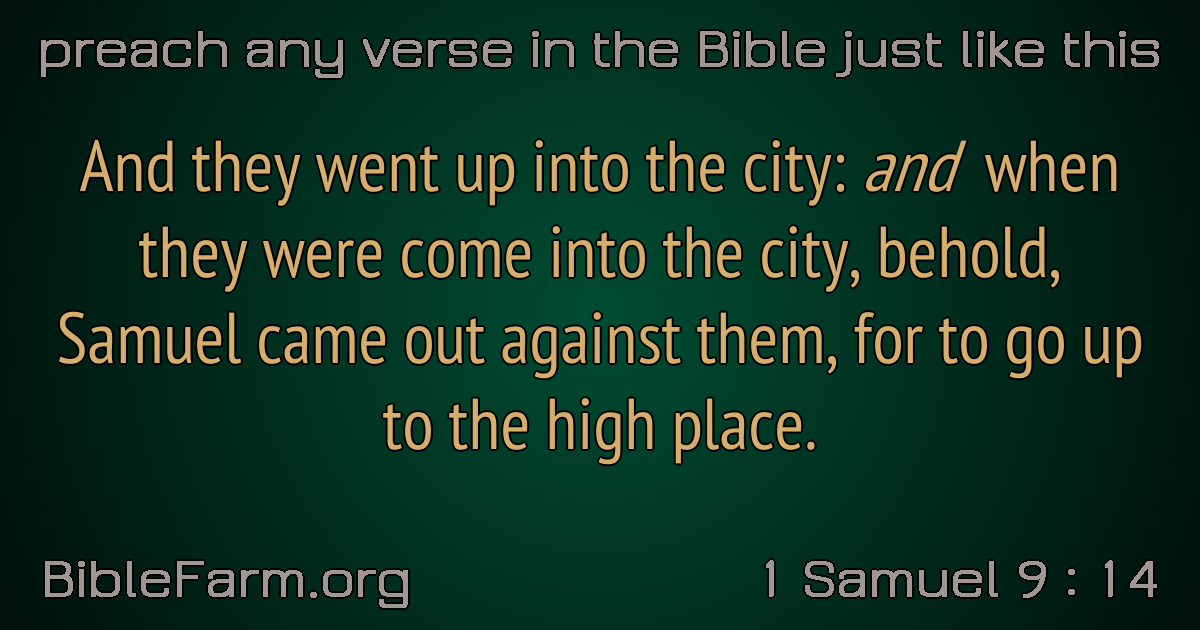 preach any verse in the Bible just like this
And they went up into the city: and when
they were come into the city, behold,
Samuel came out against them, for to go up
to the high place.
BibleFarm.org
1 Samuel 9 : 14